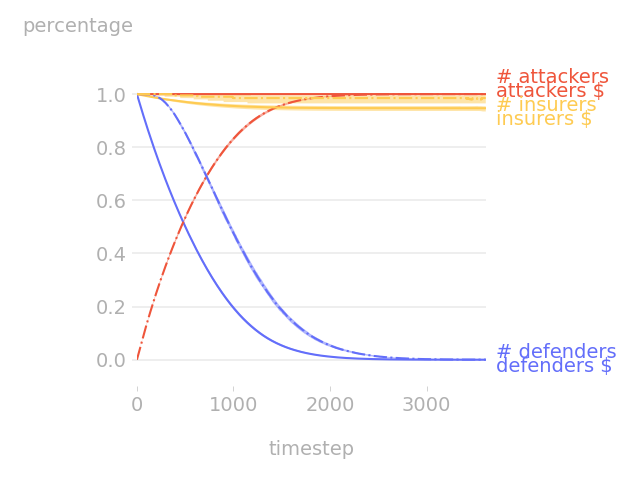 percentage
1.0
0.8
0.6
0.4
0.2
0.0
0
1000
2000
3000
timestep
# attackers
attackers $
# insurers
insurers $
# defenders
defenders $